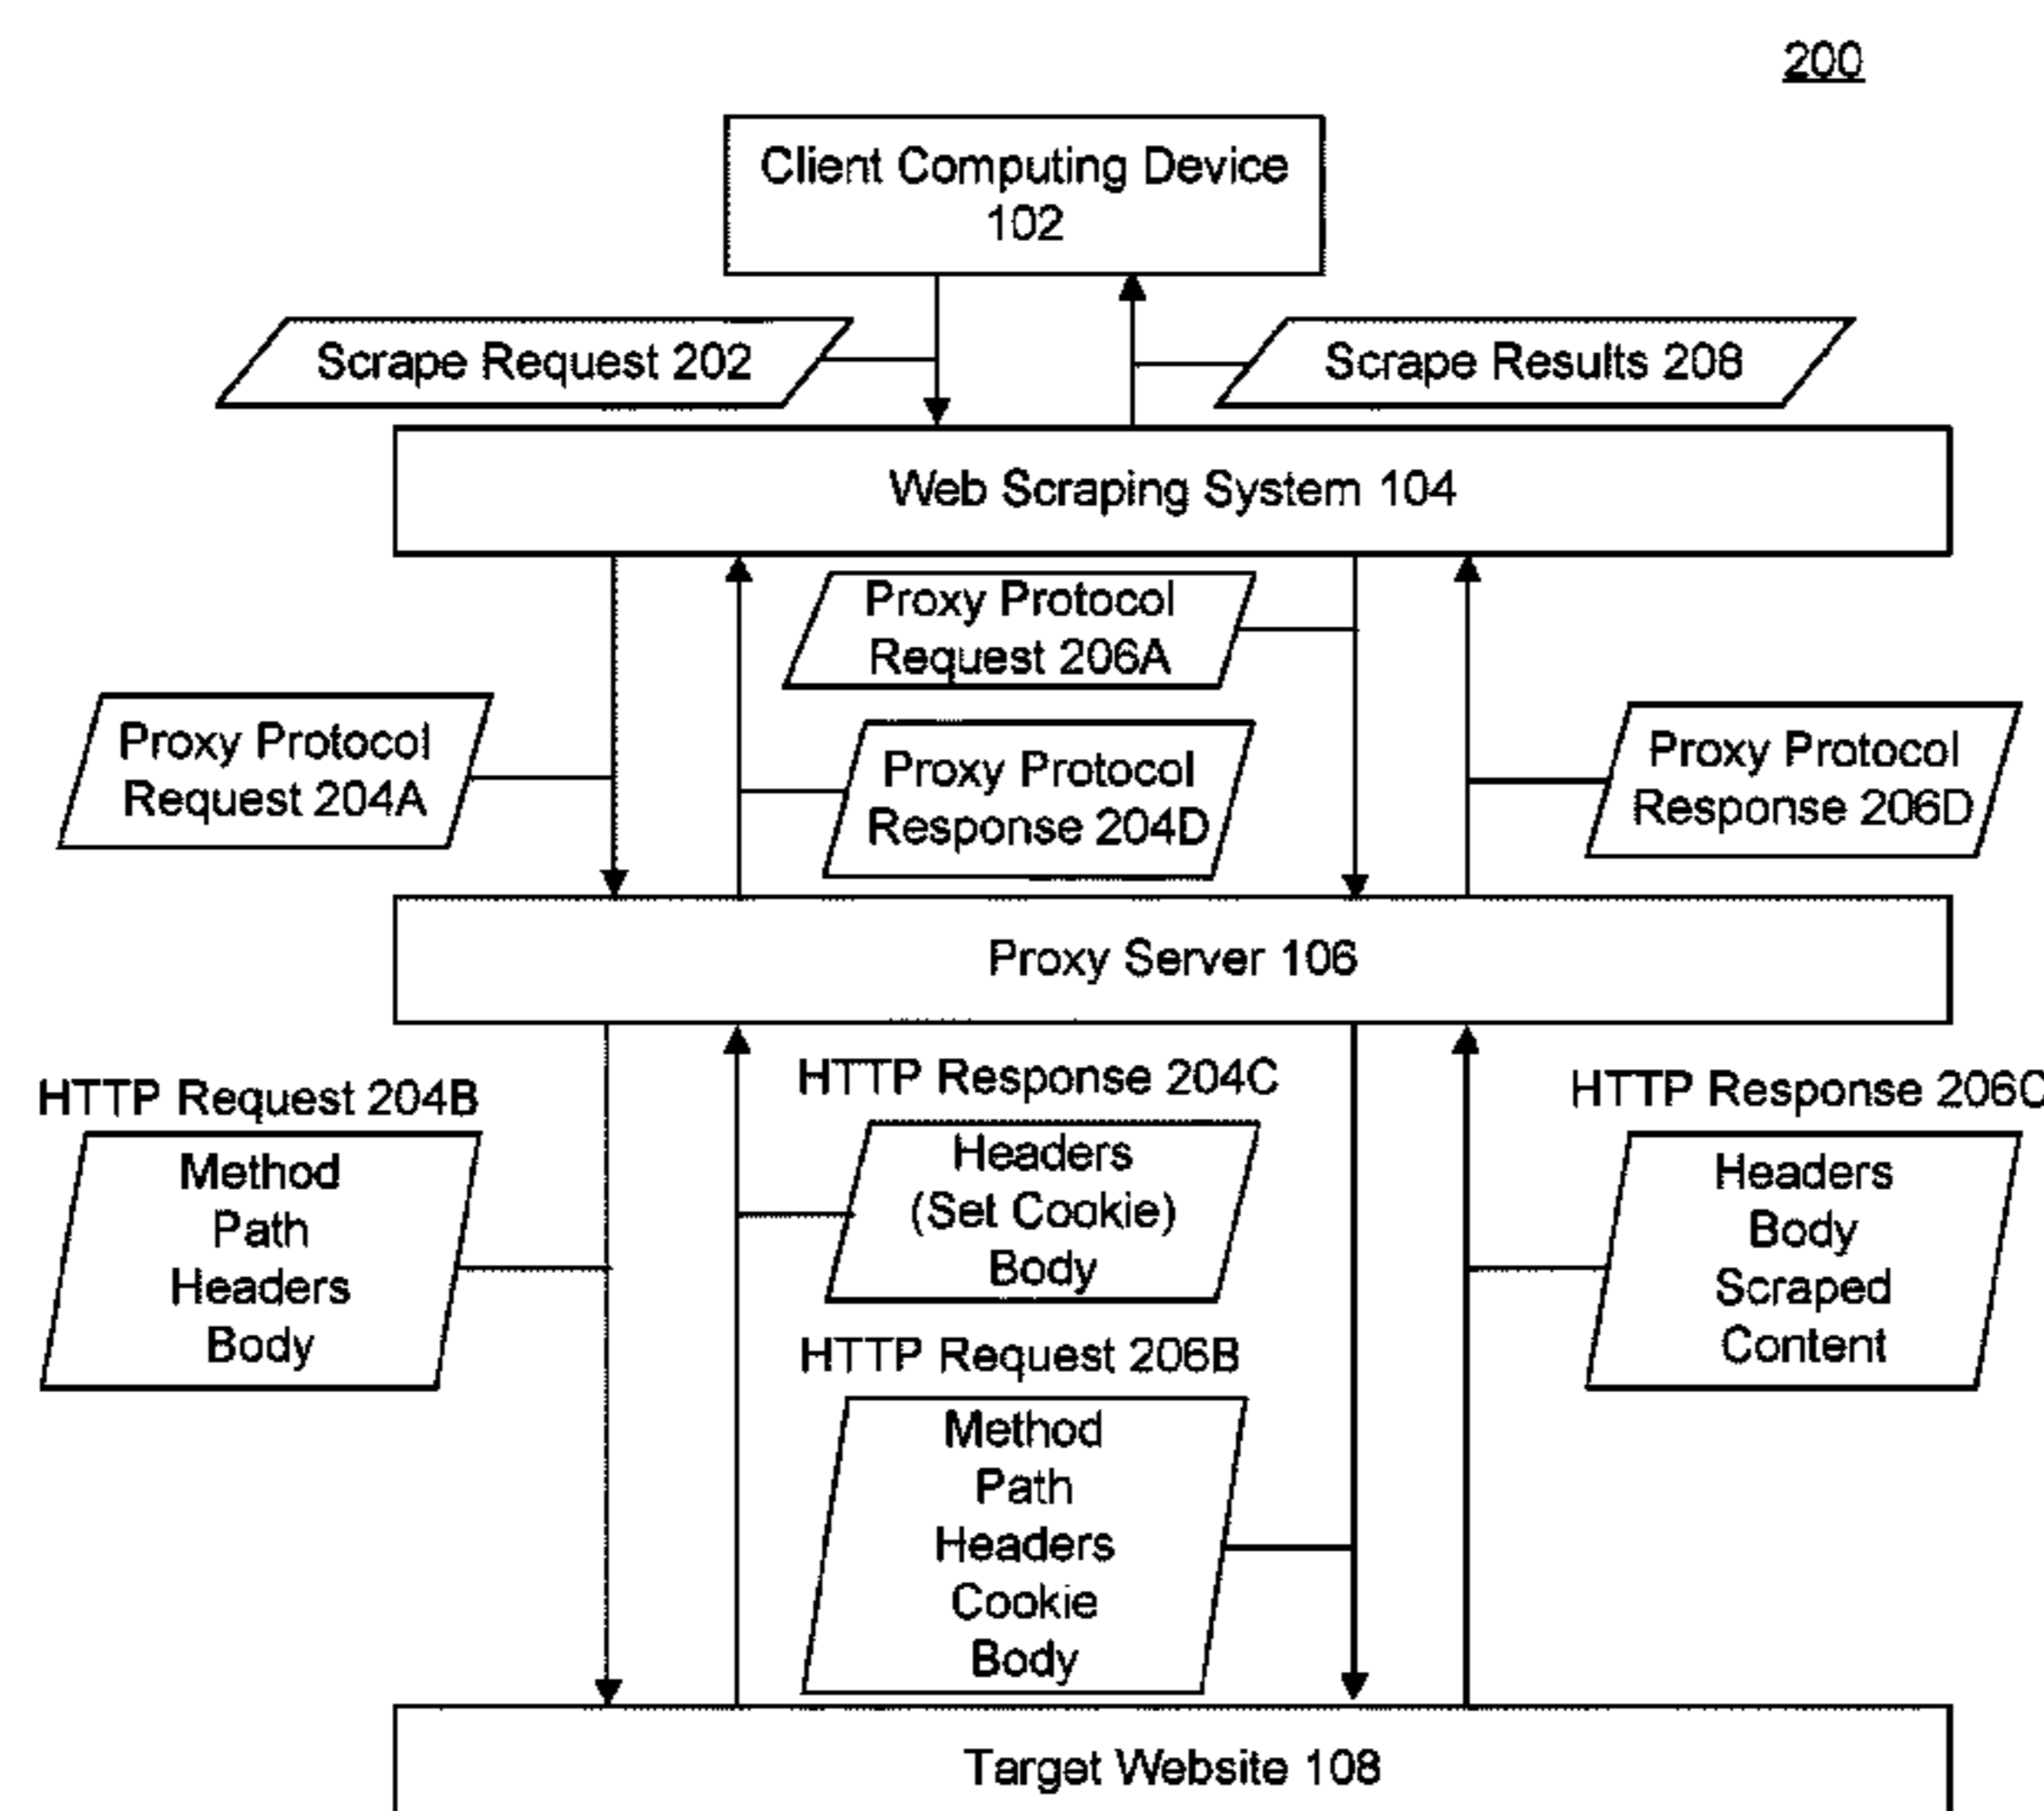 200
Client Computing Device
102
Scrape Request 202
Scrape Results 208
Web Scraping System 104
Proxy Protocol
Request 206A
Proxy Protocol
Request 204A
Proxy Protocol
Response 204D
Proxy Protocol
Response 206D
Proxy Server 106
HTTP Request 204B
Method
Path
Headers
Body
HTTP Response 204C
Headers
(Set Cookie)
Body
HTTP Request 206B
Method
Path
Headers
Cookie
Body
HTTP Response 206C
Headers
Body
Scraped
Content
Target Website 108